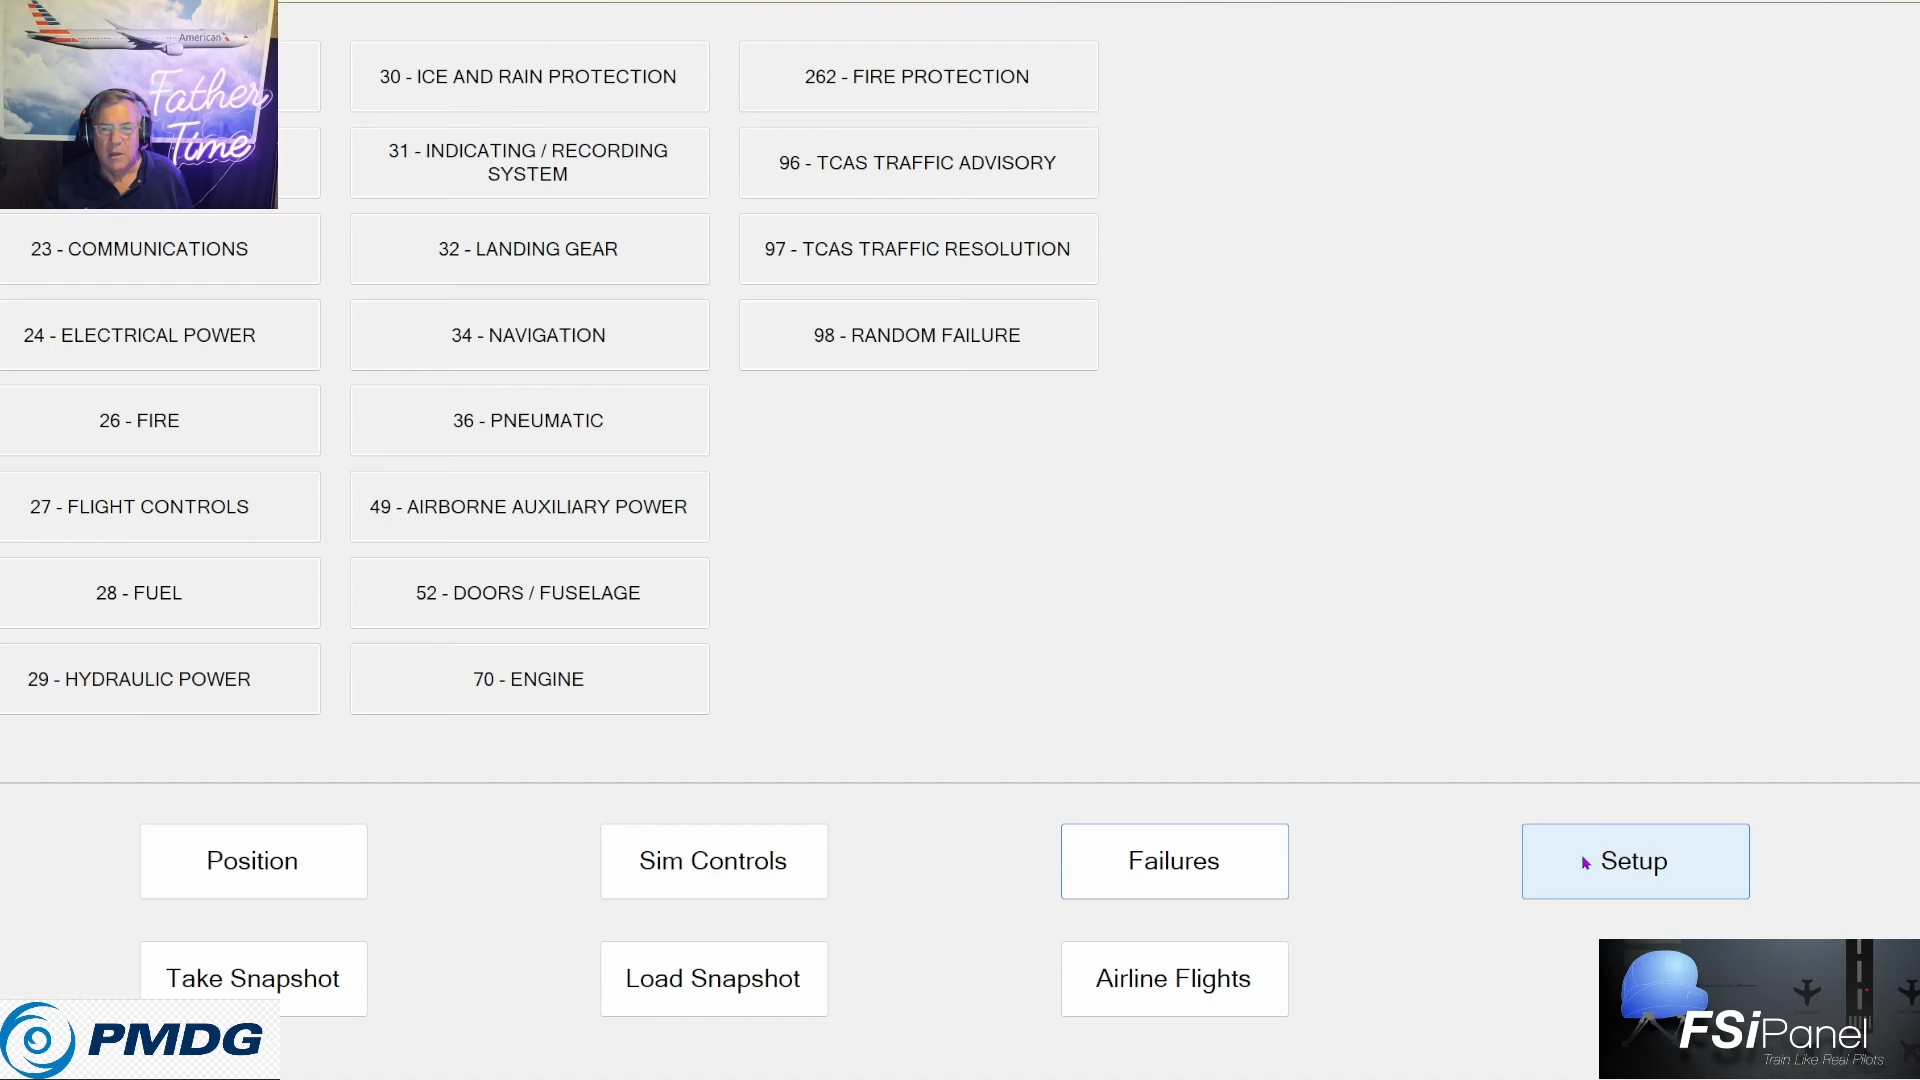 American
Father
Time
30 - ICE AND RAIN PROTECTION
262 - FIRE PROTECTION
31 - INDICATING / RECORDING
SYSTEM
96 - TCAS TRAFFIC ADVISORY
23 - COMMUNICATIONS
32 - LANDING GEAR
97 - TCAS TRAFFIC RESOLUTION
24 - ELECTRICAL POWER
34 - NAVIGATION
98 - RANDOM FAILURE
26 - FIRE
36 - PNEUMATIC
27 - FLIGHT CONTROLS
49 - AIRBORNE AUXILIARY POWER
28 - FUEL
52 - DOORS / FUSELAGE
29 - HYDRAULIC POWER
70 - ENGINE
Position
Sim Controls
Failures
Setup
Take Snapshot
Load Snapshot
Airline Flights
PMDG
FSiPanel
Train Like Real Pilots